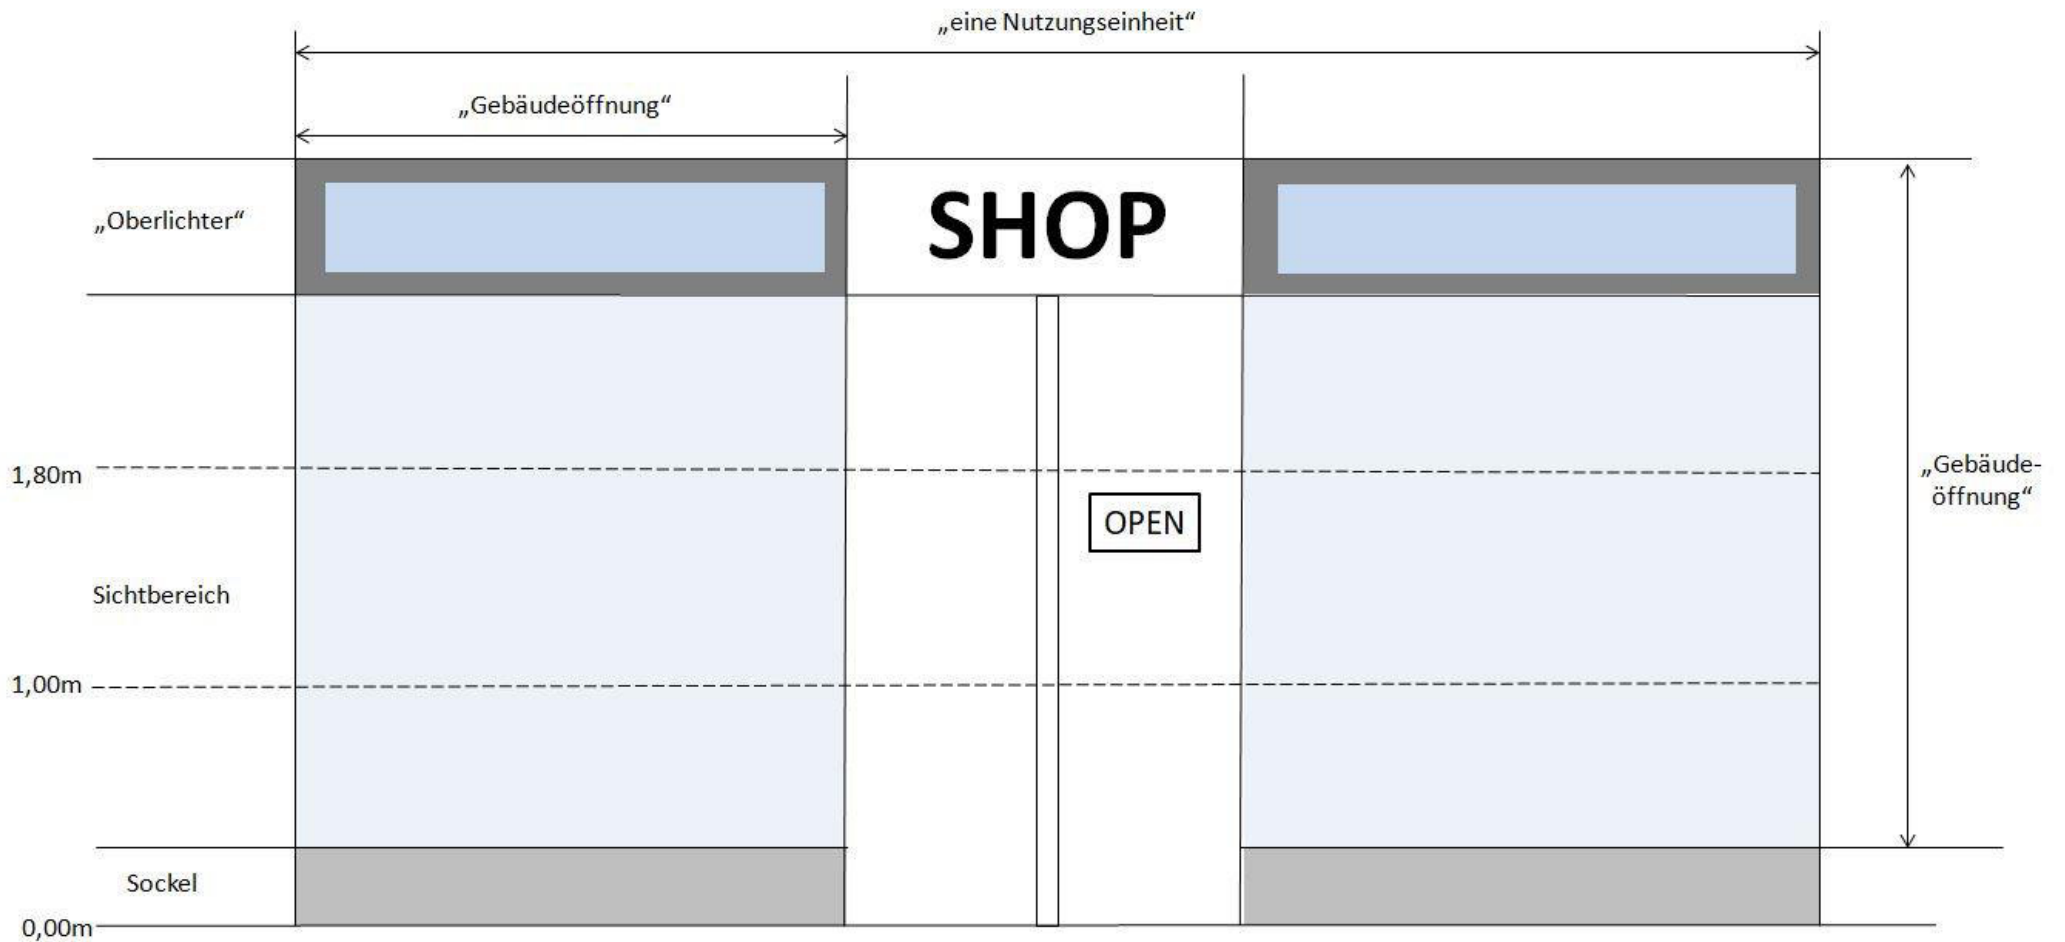 „eine Nutzungseinheit“
„Gebäudeöffnung“
„Oberlichter“
SHOP
1,80m
„Gebäude-
öffnung“
OPEN
Sichtbereich
1,00m
Sockel
0,00m